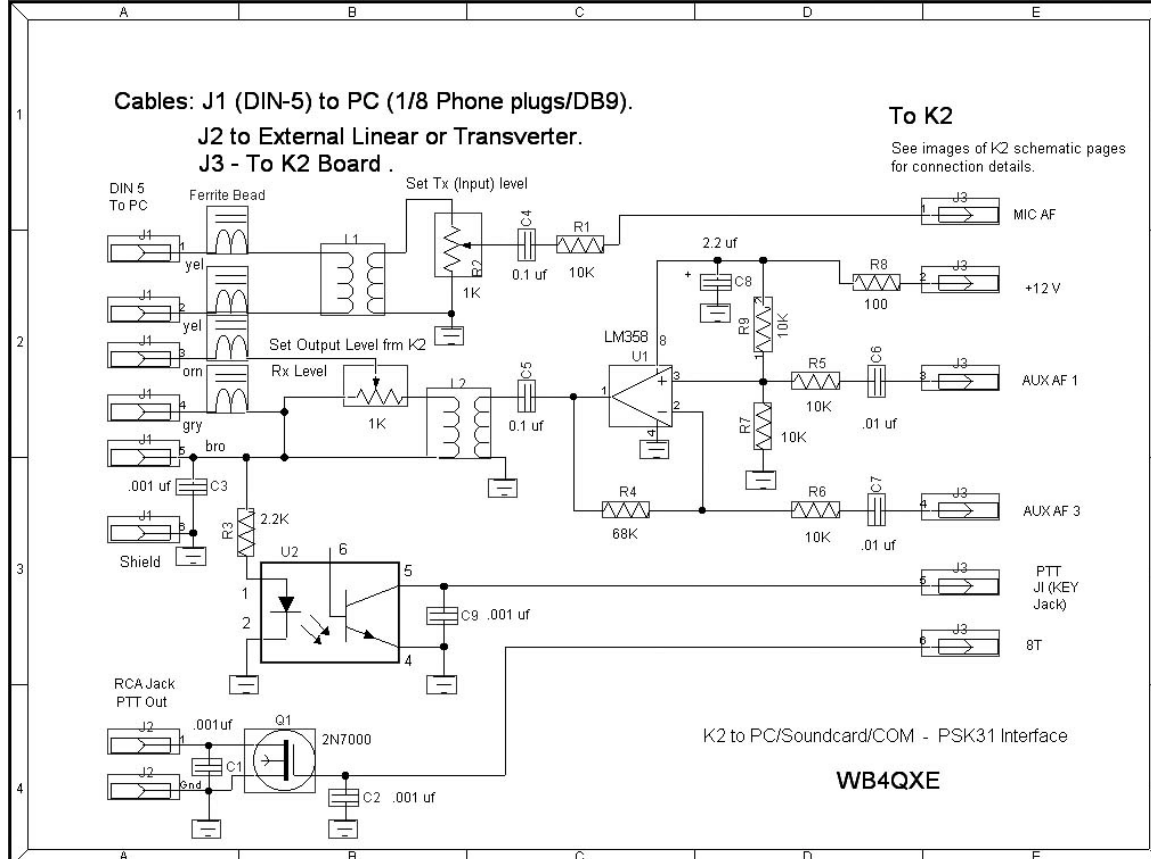 A B C D E
Cables: J1 (DIN-5) to PC (1/8 Phone plugs/DB9).
J2 to External Linear or Transverter.
J3 - To K2 Board .
To K2
See images of K2 schematic pages
for connection details.
1
DIN 5
To PC
Ferrite Bead
Set Tx (Input) level
J1
1
yel
L1
R2
1K
C4
0.1 uf
R1
10K
J3
1
MIC AF
2.2 uf
+
C8
R8
100
J3
2
+12 V
J1
2
yel
2
J1
3
orn
Set Output Level frm K2
Rx Level
1K
L2
C5
0.1 uf
LM358
U1
8
1
3
+
2
-
4
R9
10K
1
R5
10K
C6
.01 uf
J3
3
AUX AF 1
J1
4
gry
R7
10K
J1
5
bro
.001 uf
C3
J1
6
Shield
R3
2.2K
R4
68K
R6
10K
C7
.01 uf
J3
4
AUX AF 3
3
U2
6
5
1
2
4
C9 .001 uf
J3
5
PTT
JI (KEY
Jack)
J3
6
8T
RCA Jack
PTT Out
J2
1
.001uf
C1
Q1
2N7000
J2
Gnd
C2 .001 uf
4
K2 to PC/Soundcard/COM - PSK31 Interface
WB4QXE
A B C D E